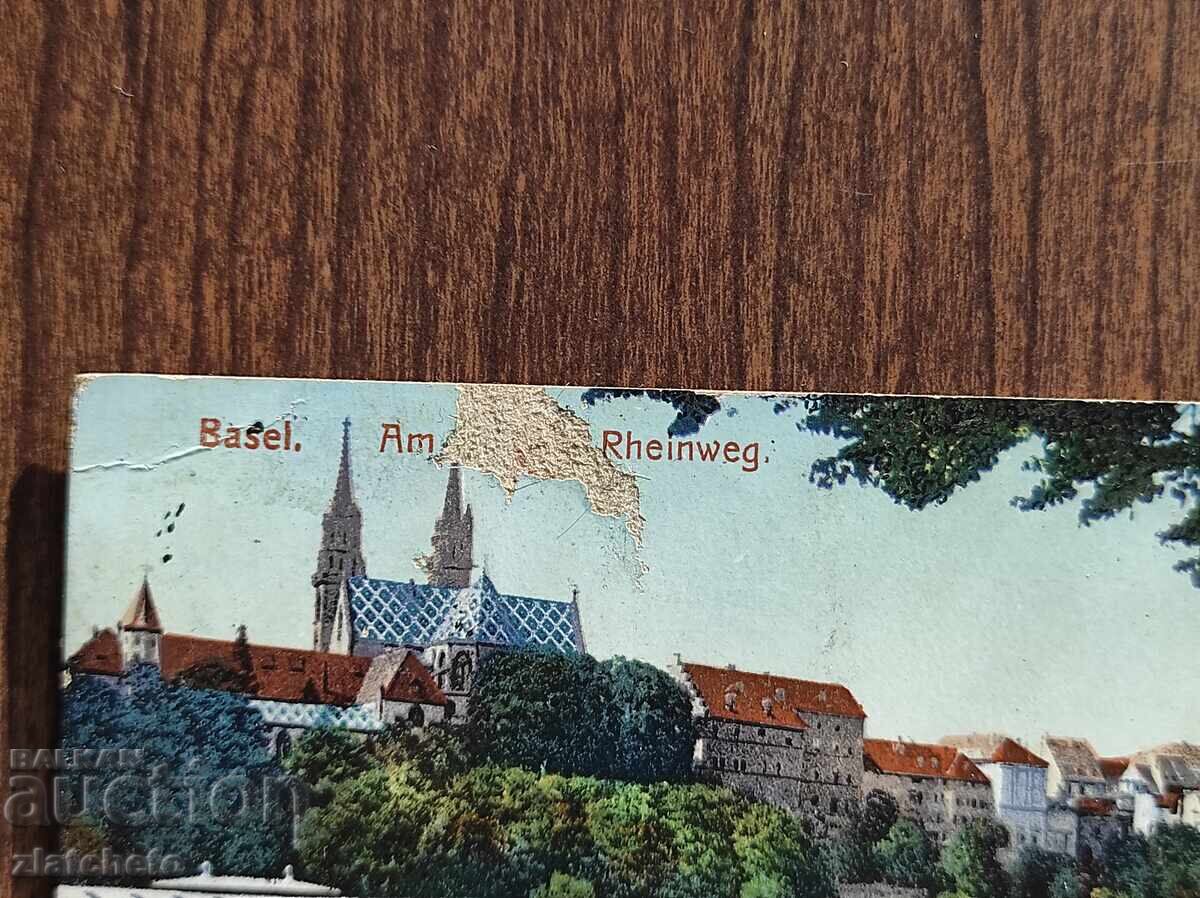 Basel. Am Rheinweg.
BALKAN
auction
zlatcheto